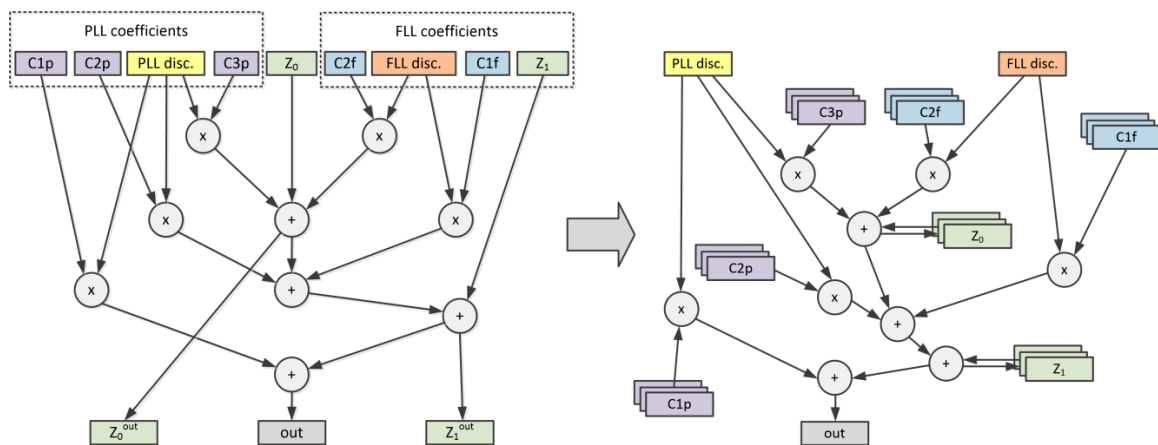 PLL coefficients
FLL coefficients
C1p
C2p
PLL disc.
C3p
Z₀
C2f
FLL disc.
C1f
Z₁
x
x
x
+
x
x
+
+
+
Z₀ᵒᵘᵗ
out
Z₁ᵒᵘᵗ
PLL disc.
FLL disc.
C3p
C2f
C1f
x
x
+
Z₀
C2p
x
x
x
+
+
Z₁
+
C1p
out